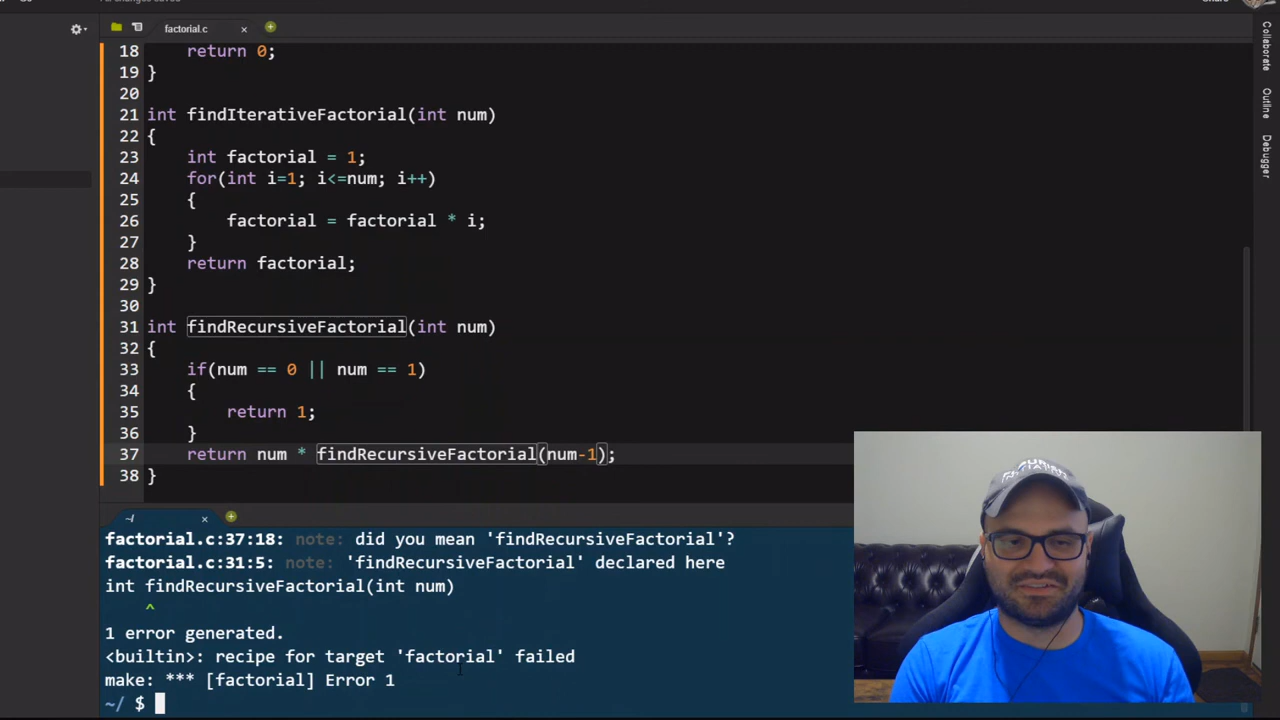 factorial.c
Collaborate
Outline
Debugger
18 return 0;
19 }
20
21 int findIterativeFactorial(int num)
22 {
23 int factorial = 1;
24 for(int i=1; i<=num; i++)
25 {
26 factorial = factorial * i;
27 }
28 return factorial;
29 }
30
31 int findRecursiveFactorial(int num)
32 {
33 if(num == 0 || num == 1)
34 {
35 return 1;
36 }
37 return num * findRecursiveFactorial(num-1);
38 }
~/
factorial.c:37:18: note: did you mean 'findRecursiveFactorial'?
factorial.c:31:5: note: 'findRecursiveFactorial' declared here
int findRecursiveFactorial(int num)
^
1 error generated.
<builtin>: recipe for target 'factorial' failed
make: *** [factorial] Error 1
~/ $